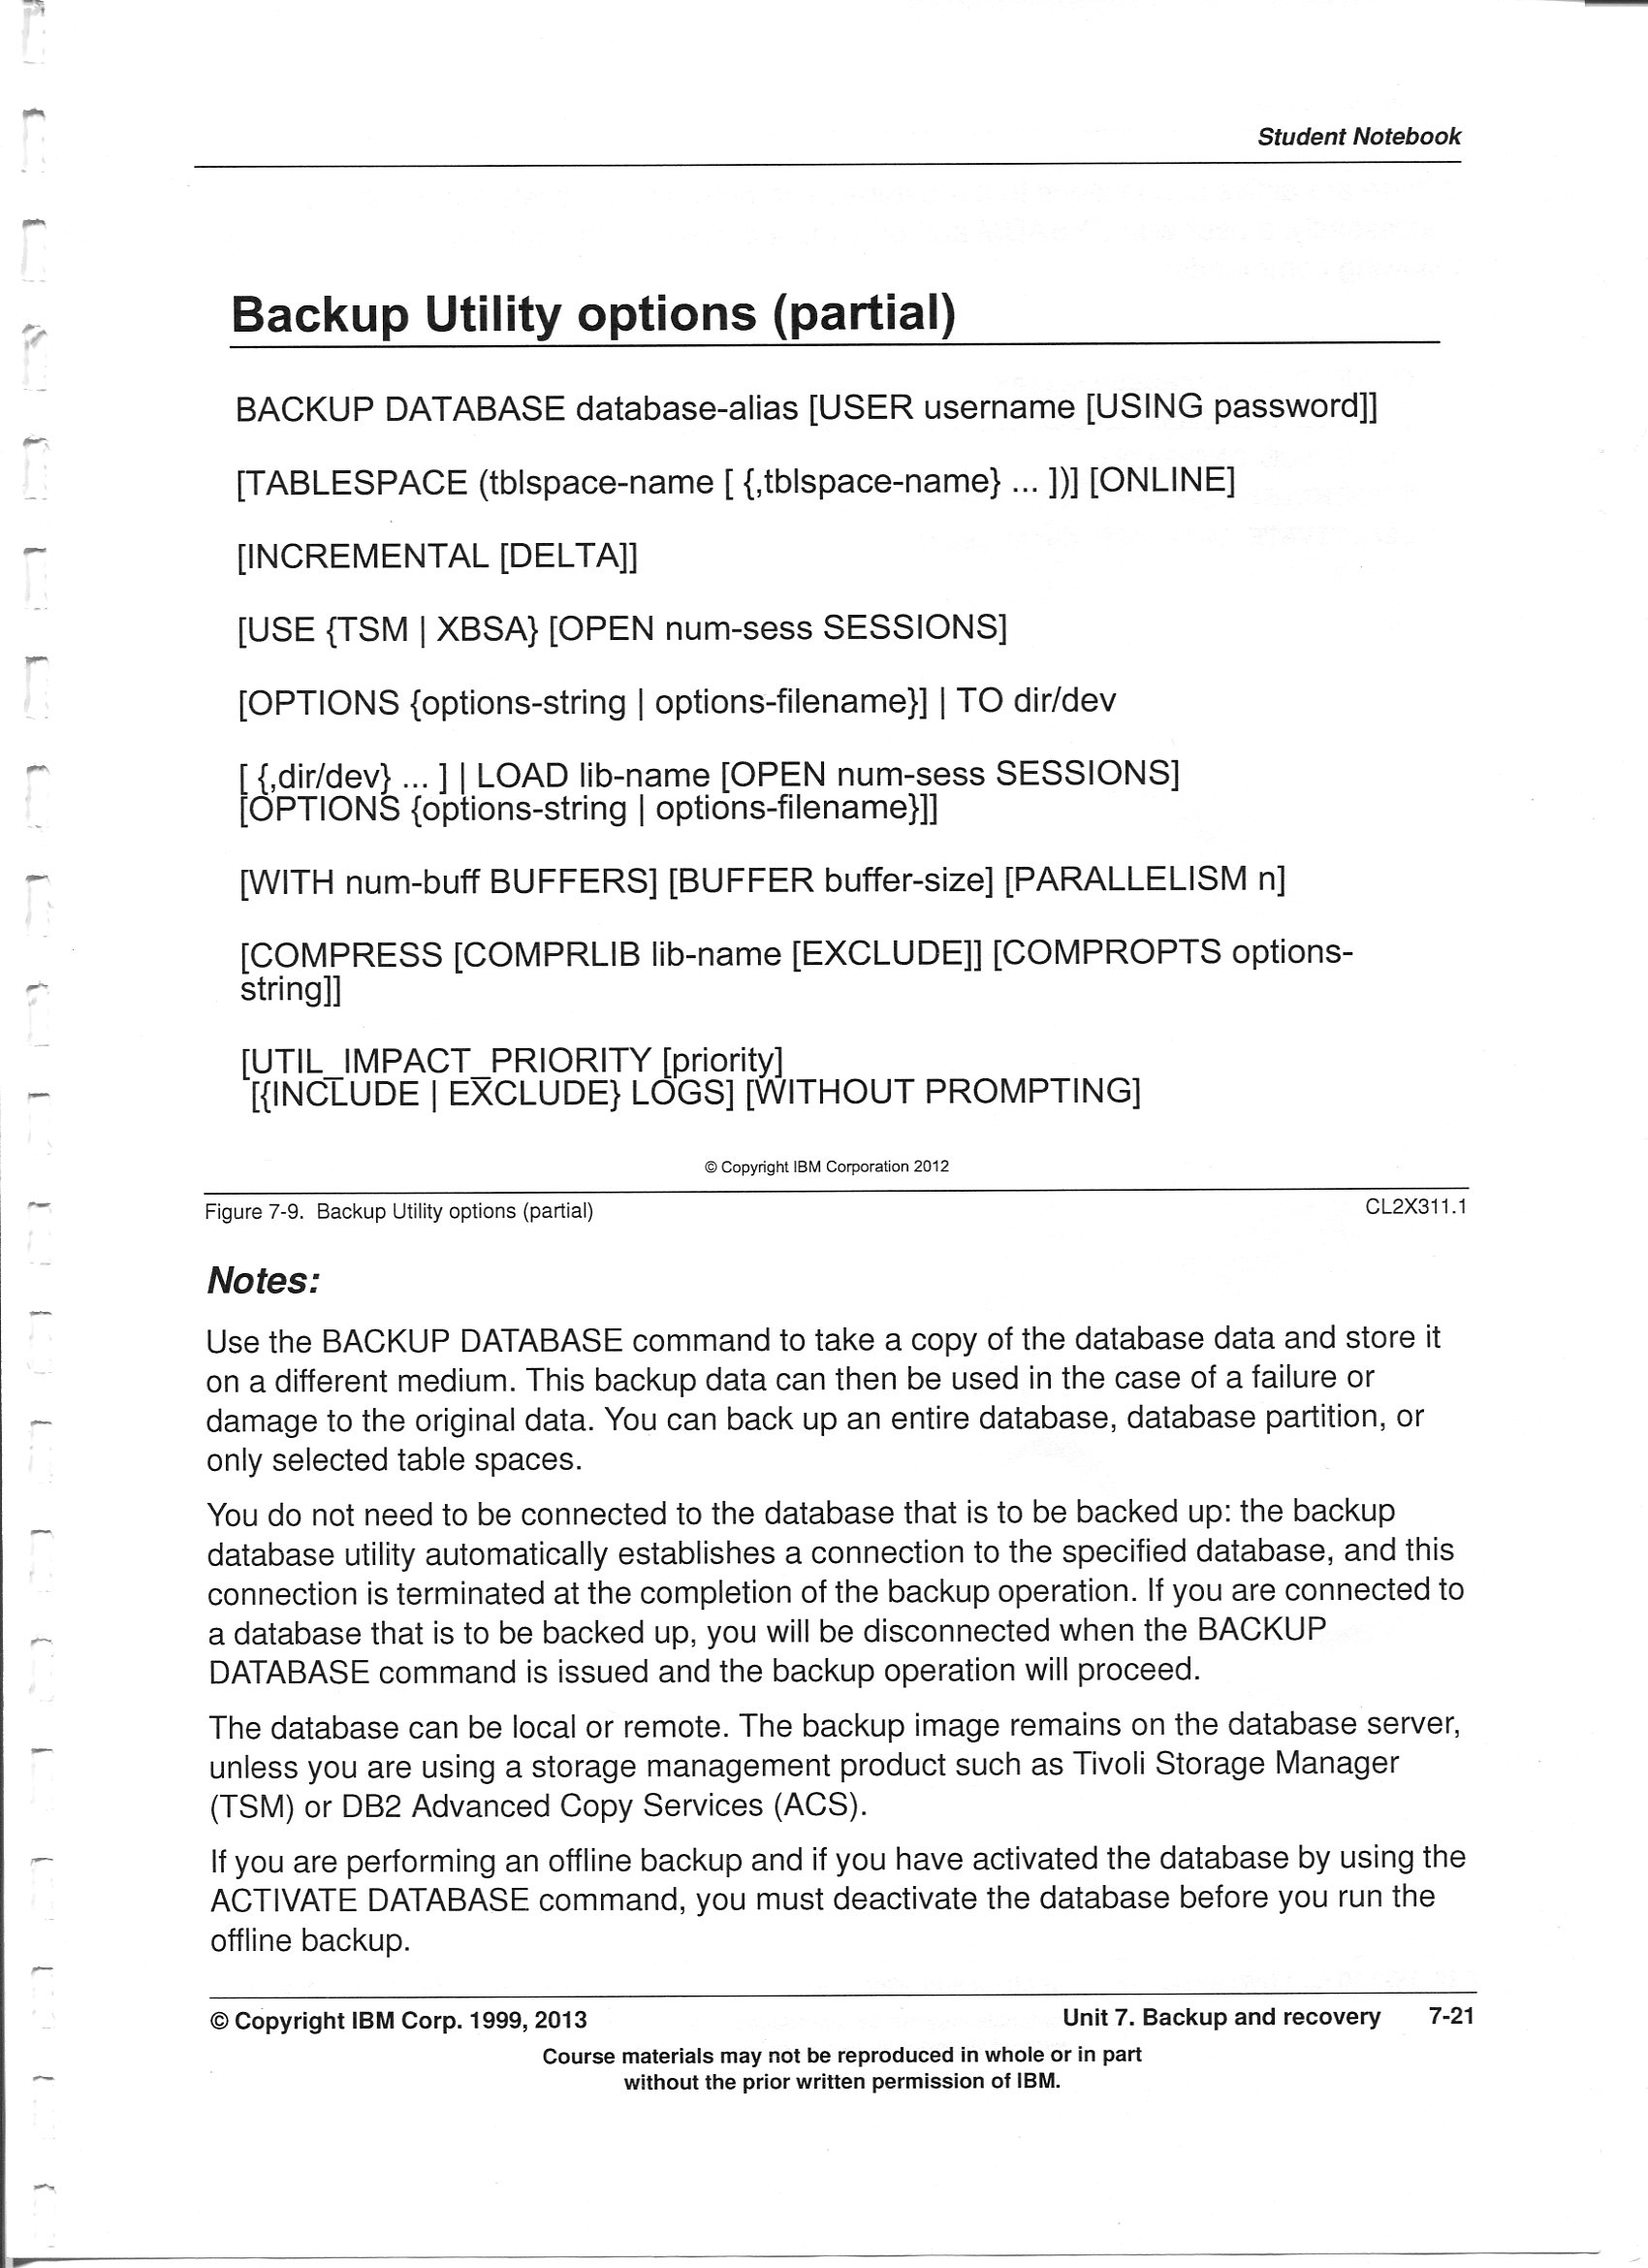 Student Notebook
Backup Utility options (partial)
BACKUP DATABASE database-alias [USER username [USING password]]
[TABLESPACE (tblspace-name [ {,tblspace-name} ... ])] [ONLINE]
[INCREMENTAL [DELTA]]
[USE {TSM | XBSA} [OPEN num-sess SESSIONS]
[OPTIONS {options-string | options-filename}] | TO dir/dev
[ {,dir/dev} ... ] | LOAD lib-name [OPEN num-sess SESSIONS]
[OPTIONS {options-string | options-filename}]]
[WITH num-buff BUFFERS] [BUFFER buffer-size] [PARALLELISM n]
[COMPRESS [COMPRLIB lib-name [EXCLUDE]] [COMPROPTS options-
string]]
[UTIL_IMPACT_PRIORITY [priority]
[{INCLUDE | EXCLUDE} LOGS] [WITHOUT PROMPTING]
© Copyright IBM Corporation 2012
Figure 7-9. Backup Utility options (partial) CL2X311.1
Notes:
Use the BACKUP DATABASE command to take a copy of the database data and store it
on a different medium. This backup data can then be used in the case of a failure or
damage to the original data. You can back up an entire database, database partition, or
only selected table spaces.
You do not need to be connected to the database that is to be backed up: the backup
database utility automatically establishes a connection to the specified database, and this
connection is terminated at the completion of the backup operation. If you are connected to
a database that is to be backed up, you will be disconnected when the BACKUP
DATABASE command is issued and the backup operation will proceed.
The database can be local or remote. The backup image remains on the database server,
unless you are using a storage management product such as Tivoli Storage Manager
(TSM) or DB2 Advanced Copy Services (ACS).
If you are performing an offline backup and if you have activated the database by using the
ACTIVATE DATABASE command, you must deactivate the database before you run the
offline backup.
© Copyright IBM Corp. 1999, 2013 Unit 7. Backup and recovery 7-21
Course materials may not be reproduced in whole or in part
without the prior written permission of IBM.